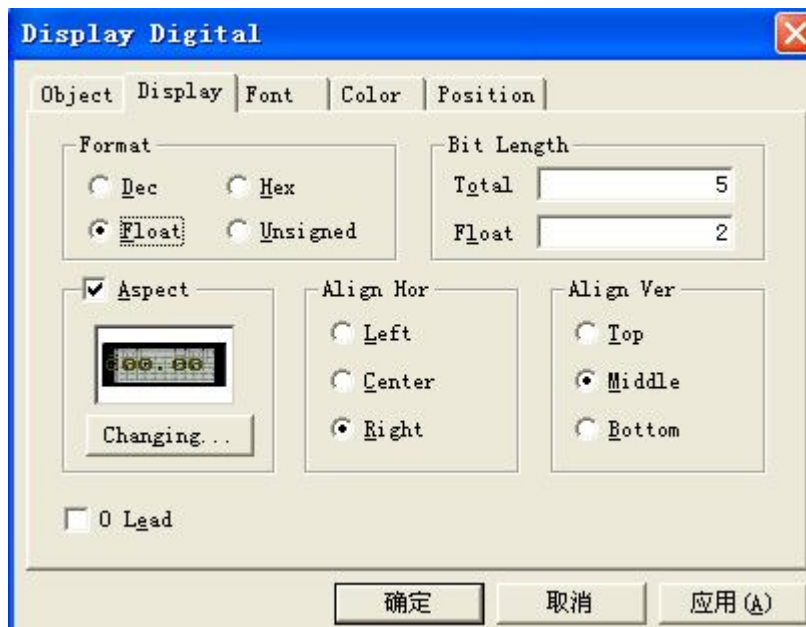 Display Digital
Object Display Font Color Position
Format
Dec Hex
Float Unsigned
Bit Length
Total 5
Float 2
Aspect
00.00
Changing...
Align Hor
Left
Center
Right
Align Ver
Top
Middle
Bottom
0 Lead
确定 取消 应用(A)